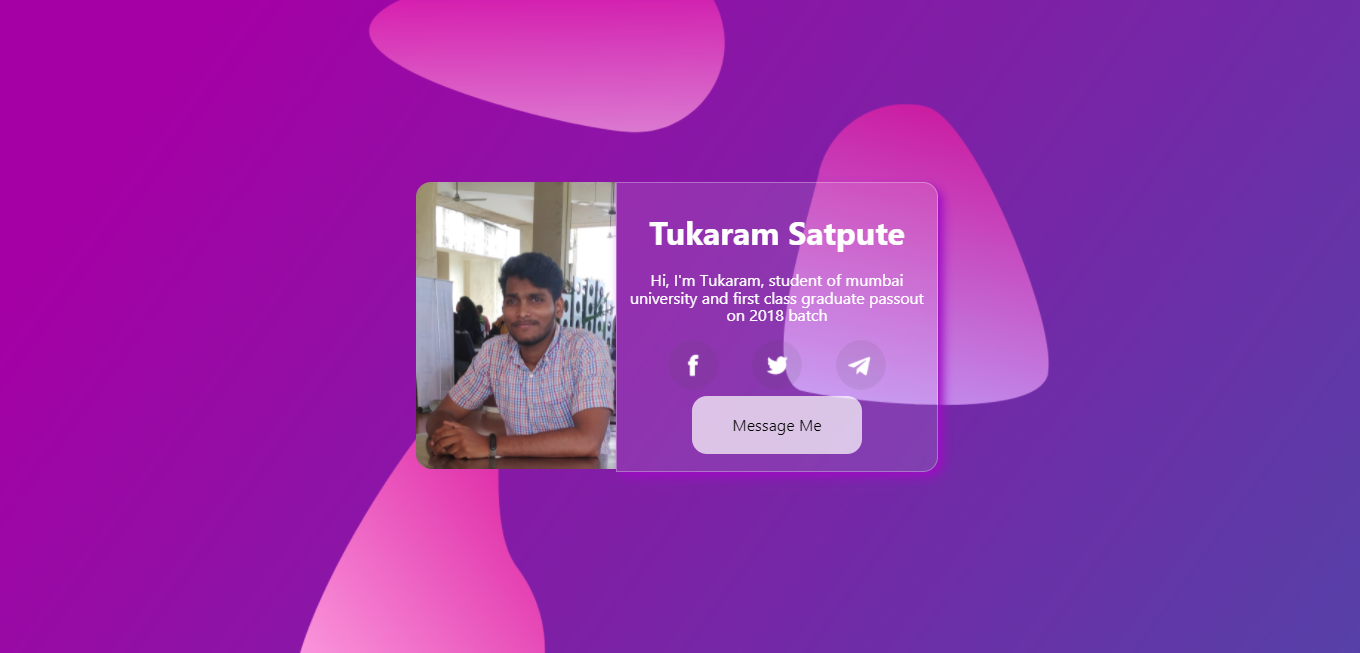 Tukaram Satpute
Hi, I'm Tukaram, student of mumbai
university and first class graduate passout
on 2018 batch
Message Me